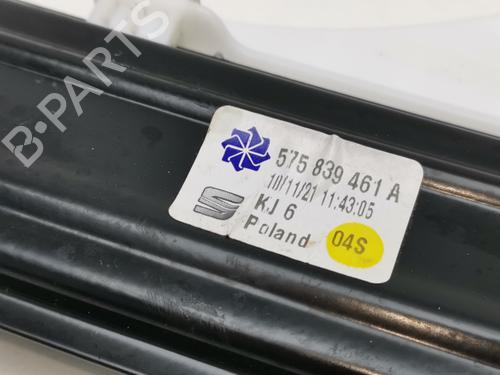 B-PARTS
575 839 461 A
10/11/21 11:43:05
KJ 6
Poland
04S